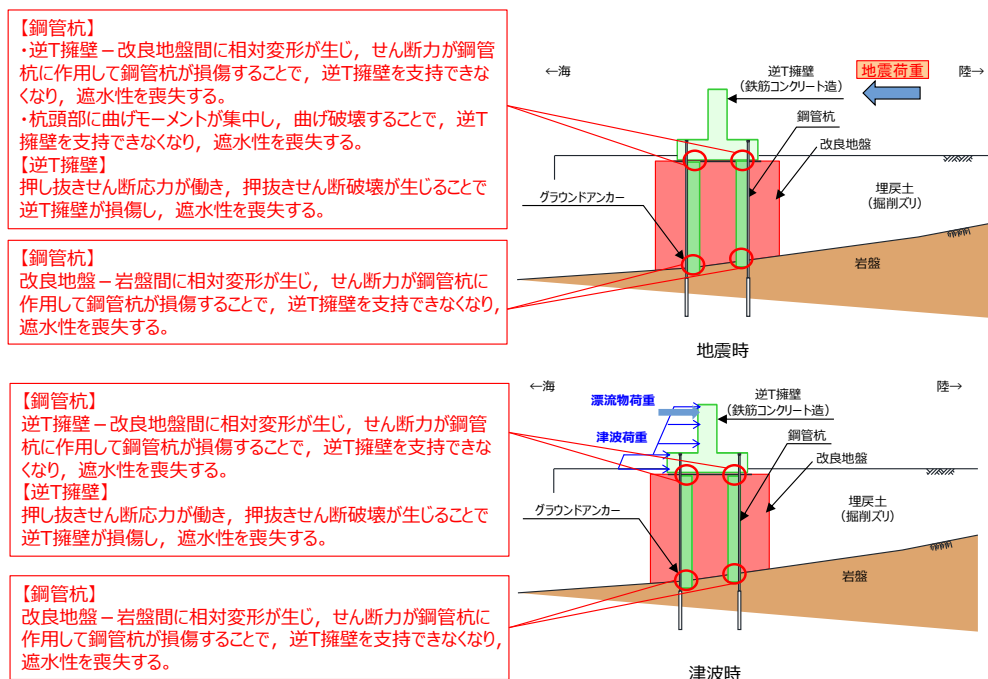 【鋼管杭】
・逆T擁壁－改良地盤間に相対変形が生じ，せん断力が鋼管
杭に作用して鋼管杭が損傷することで，逆T擁壁を支持できな
くなり，遮水性を喪失する。
・杭頭部に曲げモーメントが集中し，曲げ破壊することで，逆T
擁壁を支持できなくなり，遮水性を喪失する。
【逆T擁壁】
押し抜きせん断応力が働き，押抜きせん断破壊が生じることで
逆T擁壁が損傷し，遮水性を喪失する。
【鋼管杭】
改良地盤－岩盤間に相対変形が生じ，せん断力が鋼管杭に
作用して鋼管杭が損傷することで，逆T擁壁を支持できなくなり，
遮水性を喪失する。
←海
逆T擁壁
（鉄筋コンクリート造）
地震荷重
陸→
鋼管杭
改良地盤
グラウンドアンカー
埋戻土
（掘削ズリ）
岩盤
地震時
【鋼管杭】
逆T擁壁－改良地盤間に相対変形が生じ，せん断力が鋼管
杭に作用して鋼管杭が損傷することで，逆T擁壁を支持できな
くなり，遮水性を喪失する。
【逆T擁壁】
押し抜きせん断応力が働き，押抜きせん断破壊が生じることで
逆T擁壁が損傷し，遮水性を喪失する。
【鋼管杭】
改良地盤－岩盤間に相対変形が生じ，せん断力が鋼管杭に
作用して鋼管杭が損傷することで，逆T擁壁を支持できなくなり，
遮水性を喪失する。
←海
漂流物荷重
逆T擁壁
（鉄筋コンクリート造）
陸→
津波荷重
鋼管杭
改良地盤
グラウンドアンカー
埋戻土
（掘削ズリ）
岩盤
津波時